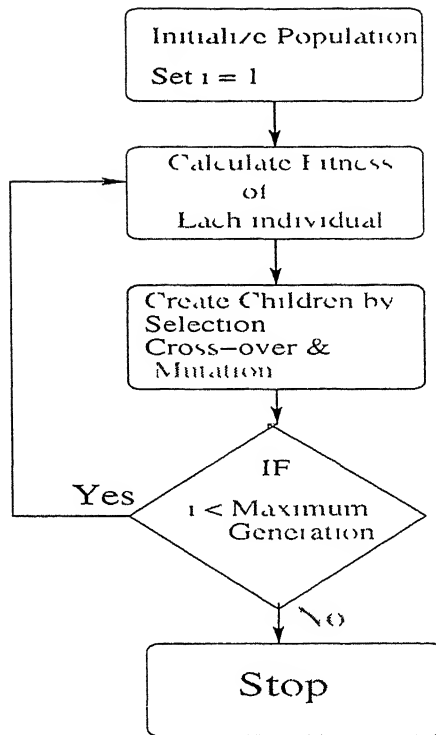 Initialize Population
Set i = 1
Calculate Fitness
of
Each individual
Create Children by
Selection
Cross-over &
Mutation
IF
Yes
i < Maximum
Generation
No
Stop